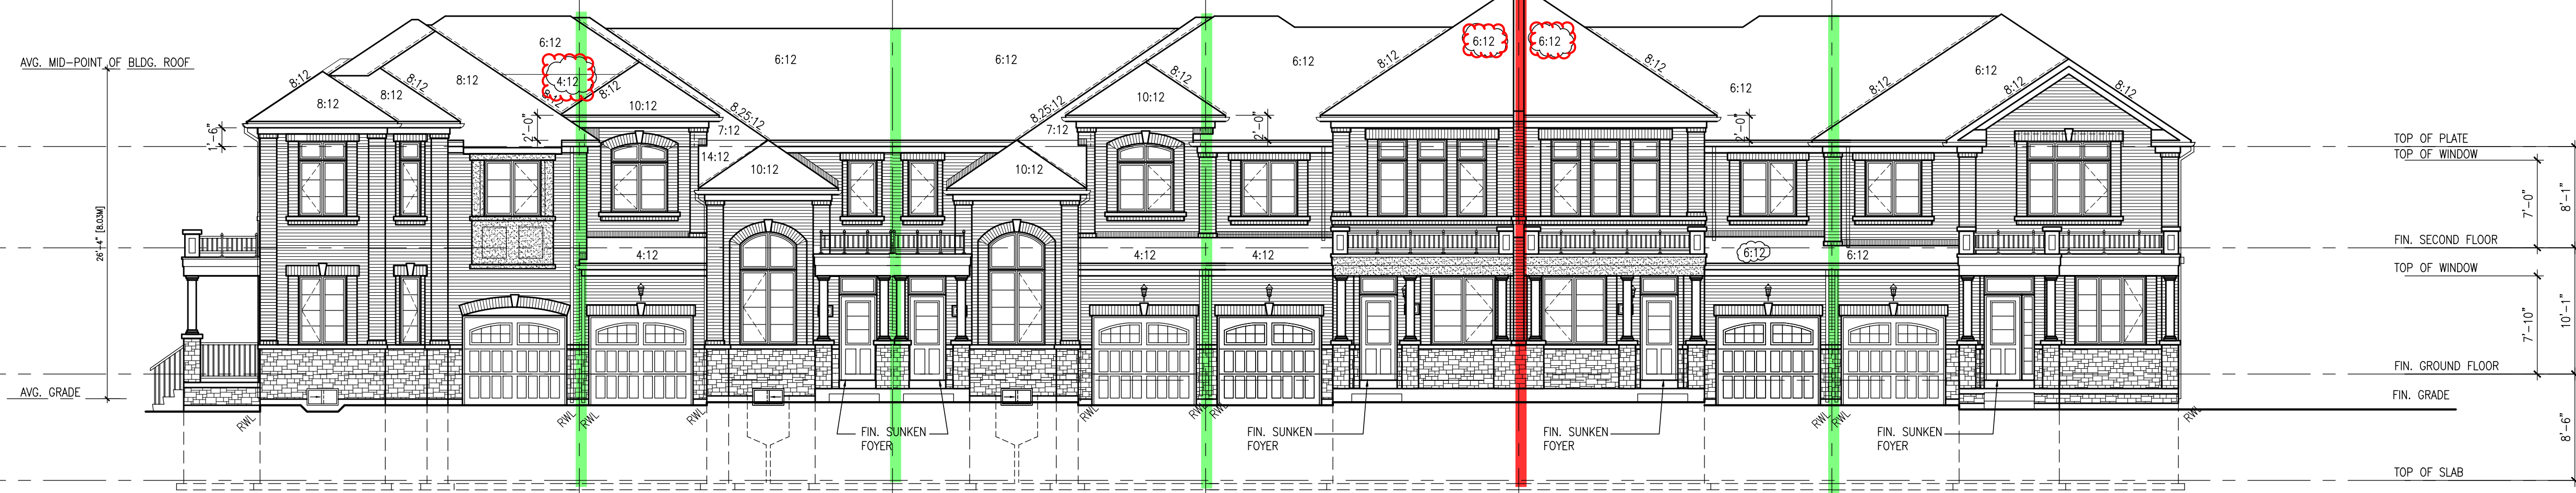 6:12
6:12
6:12
AVG. MID-POINT OF BLDG. ROOF
6:12
6:12
6:12
8:12
8:12
4:12
8:12
8:12
8:12
8:12
8:12
8:12
8:12
8:12
10:12
8.25:12
8.25:12
8:12
10:12
8:12
6:12
8:12
6:12
8:12
8:12
1'-6"
2'-0"
7:12
7:12
2'-0"
2'-0"
TOP OF PLATE
TOP OF WINDOW
14:12
10:12
10:12
7'-0"
8'-1"
26'-4" [8.03M]
FIN. SECOND FLOOR
4:12
4:12
4:12
6:12
6:12
TOP OF WINDOW
7'-10"
10'-1"
FIN. GROUND FLOOR
AVG. GRADE
FIN. GRADE
RWL
RWL
RWL
RWL
RWL
RWL
RWL
RWL
RWL
RWL
FIN. SUNKEN
FOYER
FIN. SUNKEN
FOYER
FIN. SUNKEN
FOYER
FIN. SUNKEN
FOYER
8'-6"
TOP OF SLAB